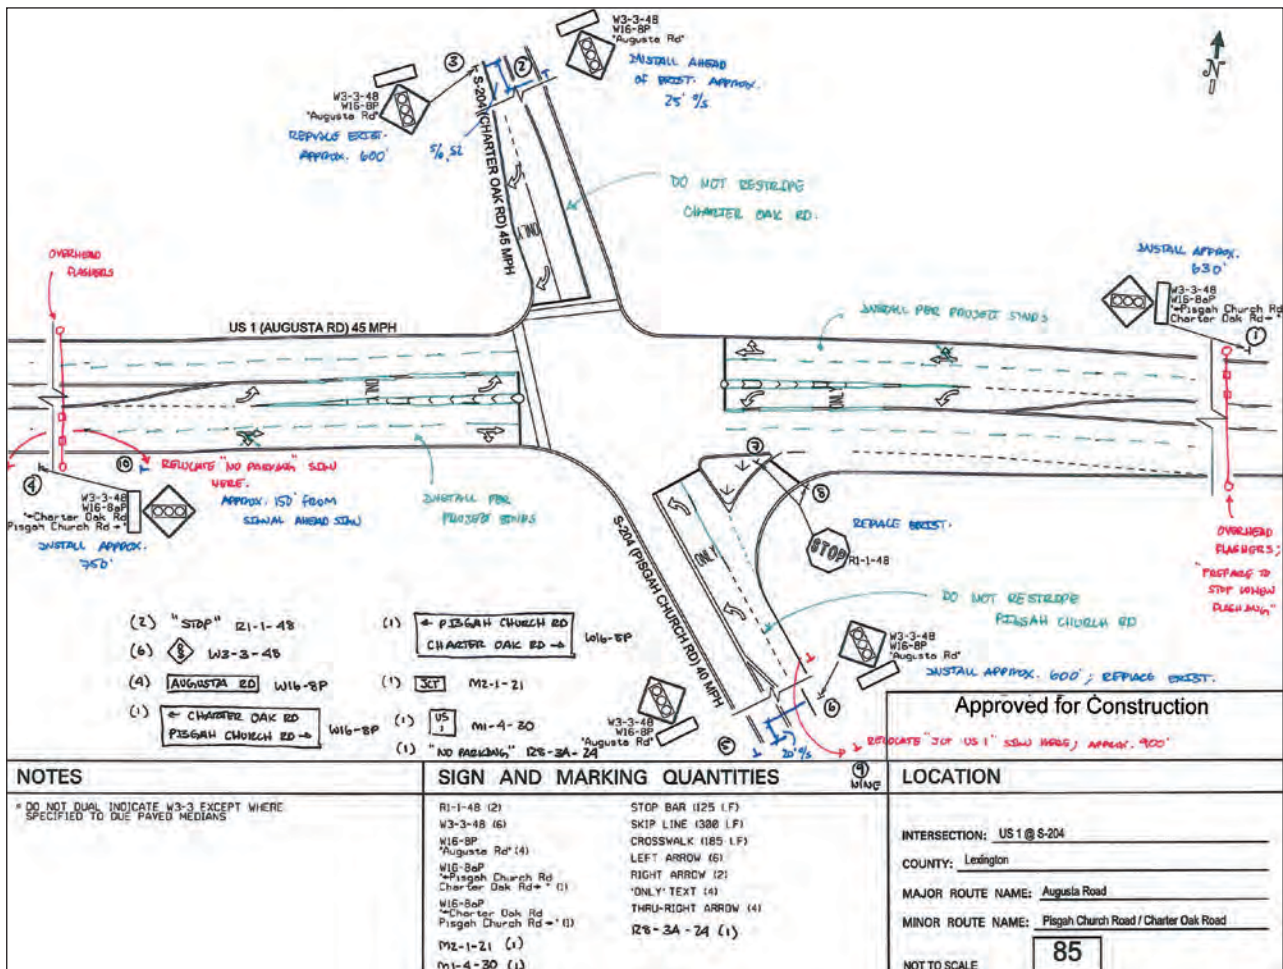 W3-3-48
W16-8P
"Augusta Rd"
INSTALL AHEAD
OF EXIST. APPROX.
25' O/S
3
2
W3-3-48
W16-8P
"Augusta Rd"
REPLACE EXIST.
APPROX. 600'
S-204 (CHARTER OAK RD) 45 MPH
ONLY
DO NOT RESTRIPE
CHARTER OAK RD.
N
OVERHEAD
FLASHERS
US 1 (AUGUSTA RD) 45 MPH
INSTALL PER PROJECT SPNDS
INSTALL APPROX.
630'
W3-3-48
W16-8aP
"←Pisgah Church Rd
Charter Oak Rd→"
1
ONLY
ONLY
4
10
RELOCATE "NO PARKING" SIGN
HERE.
APPROX. 150' FROM
SIGNAL AHEAD SIGN
W3-3-48
W16-8aP
"←Charter Oak Rd
Pisgah Church Rd→"
INSTALL APPROX.
750'
INSTALL PER
PROJECT SPNDS
7
8
REPLACE EXIST.
STOP
R1-1-48
ONLY
S-204 (PISGAH CHURCH RD) 40 MPH
OVERHEAD
FLASHERS;
"PREPARE TO
STOP WHEN
FLASHING"
DO NOT RESTRIPE
PISGAH CHURCH RD
W3-3-48
W16-8P
"Augusta Rd"
INSTALL APPROX. 600'; REPLACE EXIST.
6
W3-3-48
W16-8P
"Augusta Rd"
5
20' O/S
RELOCATE "JCT US 1" SIGN HERE; APPROX. 900'
(2) "STOP" R1-1-48
(6) W3-3-48
(4) AUGUSTA RD W16-8P
(1) ← CHARTER OAK RD
PISGAH CHURCH RD → W16-8P
(1) ← PISGAH CHURCH RD
CHARTER OAK RD → W16-8P
(1) JCT M2-1-21
(1) US 1 M1-4-30
(1) "NO PARKING" R8-3A-24
Approved for Construction
NOTES
* DO NOT DUAL INDICATE W3-3 EXCEPT WHERE
SPECIFIED TO DUE PAVED MEDIANS
SIGN AND MARKING QUANTITIES
9
NINE
R1-1-48 (2)
W3-3-48 (6)
W16-8P
"Augusta Rd" (4)
W16-8aP
"←Pisgah Church Rd
Charter Oak Rd→" (1)
W16-8aP
"←Charter Oak Rd
Pisgah Church Rd→" (1)
M2-1-21 (1)
M1-4-30 (1)
STOP BAR (125 LF)
SKIP LINE (300 LF)
CROSSWALK (185 LF)
LEFT ARROW (6)
RIGHT ARROW (2)
"ONLY" TEXT (4)
THRU-RIGHT ARROW (4)
R8-3A-24 (1)
LOCATION
INTERSECTION: US 1 @ S-204
COUNTY: Lexington
MAJOR ROUTE NAME: Augusta Road
MINOR ROUTE NAME: Pisgah Church Road / Charter Oak Road
NOT TO SCALE
85